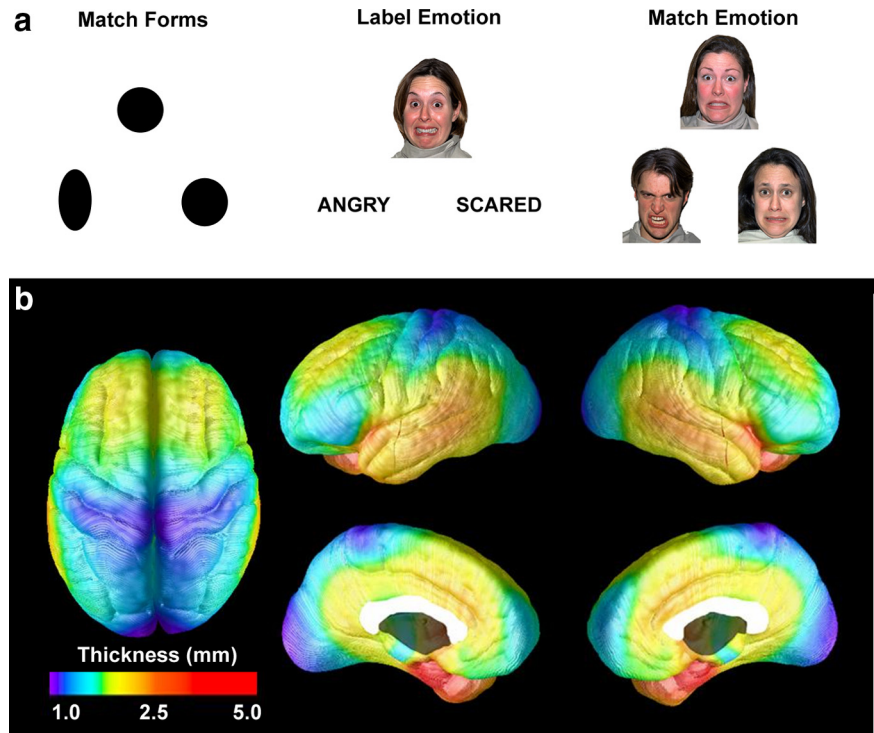 a
Match Forms
Label Emotion
Match Emotion
ANGRY
SCARED
b
Thickness (mm)
1.0
2.5
5.0